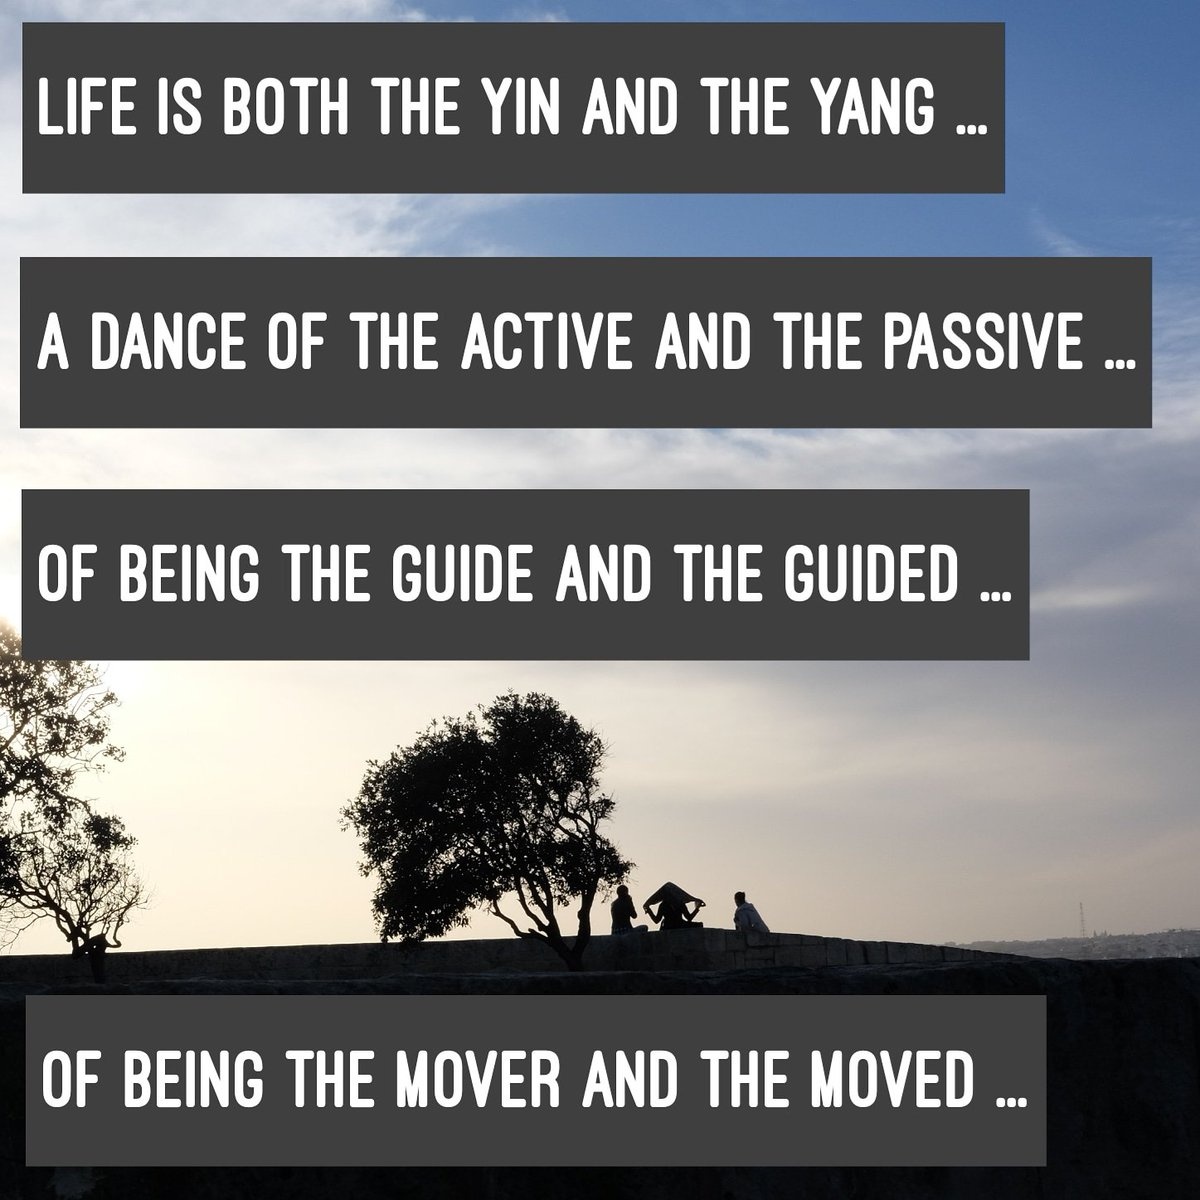 LIFE IS BOTH THE YIN AND THE YANG ...
A DANCE OF THE ACTIVE AND THE PASSIVE ...
OF BEING THE GUIDE AND THE GUIDED ...
OF BEING THE MOVER AND THE MOVED ...